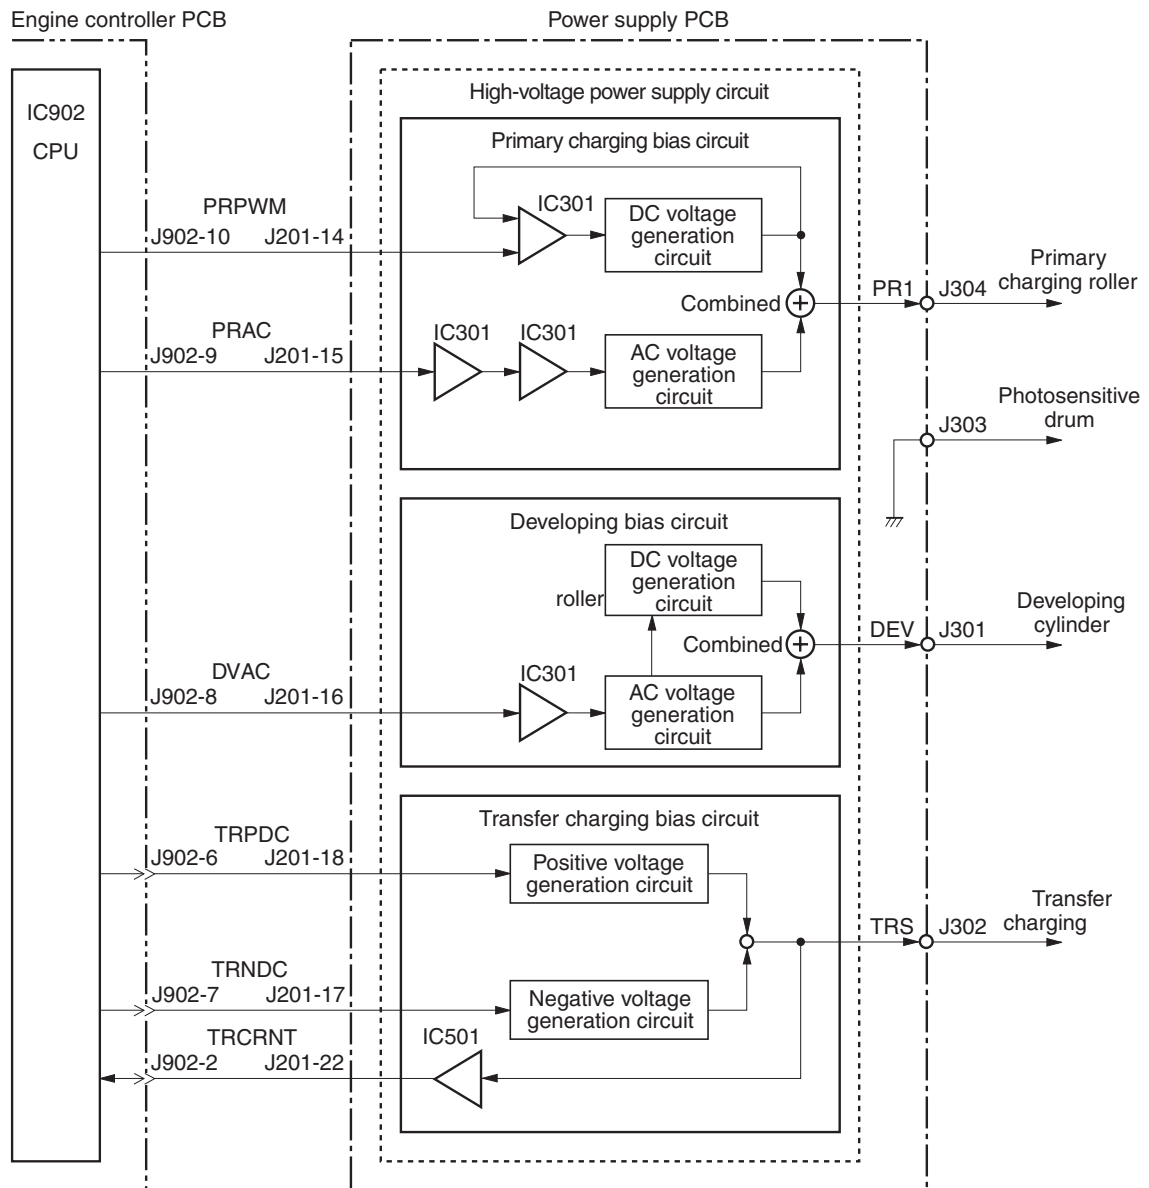 Engine controller PCB
Power supply PCB
IC902
CPU
High-voltage power supply circuit
Primary charging bias circuit
PRPWM
J902-10
J201-14
IC301
DC voltage
generation
circuit
Combined
PR1
J304
Primary
charging roller
PRAC
J902-9
J201-15
IC301
IC301
AC voltage
generation
circuit
J303
Photosensitive
drum
Developing bias circuit
DC voltage
generation
circuit
roller
Combined
DEV
J301
Developing
cylinder
DVAC
J902-8
J201-16
IC301
AC voltage
generation
circuit
Transfer charging bias circuit
TRPDC
J902-6
J201-18
Positive voltage
generation circuit
TRS
J302
Transfer
charging
TRNDC
J902-7
J201-17
Negative voltage
generation circuit
TRCRNT
J902-2
J201-22
IC501